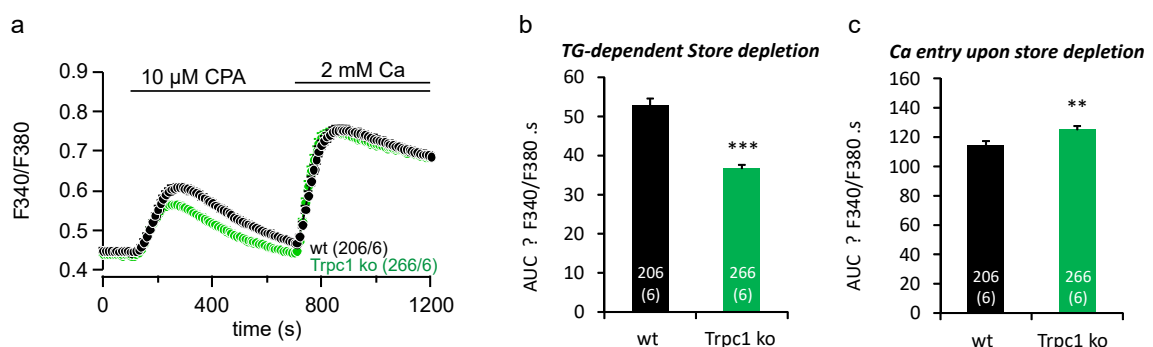 a
10 µM CPA
2 mM Ca
0.9
0.8
0.7
0.6
0.5
0.4
F340/F380
wt (206/6)
Trpc1 ko (266/6)
0
400
800
1200
time (s)
b
TG-dependent Store depletion
60
50
40
30
20
10
0
AUC ? F340/F380 .s
***
206
(6)
266
(6)
wt
Trpc1 ko
c
Ca entry upon store depletion
160
140
120
100
80
60
40
20
0
AUC ? F340/F380 .s
**
206
(6)
266
(6)
wt
Trpc1 ko